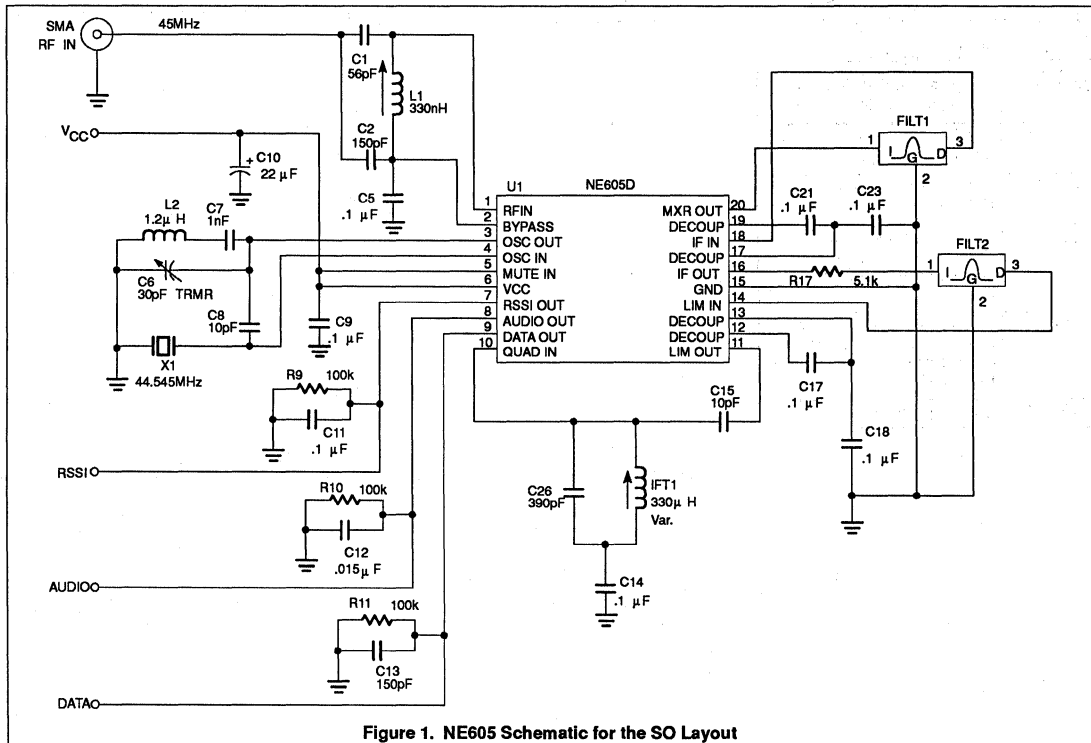 SMA
RF IN
45MHz
C1
56pF
L1
330nH
C2
150pF
C5
.1 μF
VCC
+
C10
22 μF
L2
1.2μ H
C7
1nF
C6
30pF
TRMR
C8
10pF
X1
44.545MHz
C9
.1 μF
U1
NE605D
1
RFIN
2
BYPASS
3
OSC OUT
4
OSC IN
5
MUTE IN
6
VCC
7
RSSI OUT
8
AUDIO OUT
9
DATA OUT
10
QUAD IN
MXR OUT
20
DECOUP
19
IF IN
18
DECOUP
17
IF OUT
16
GND
15
LIM IN
14
DECOUP
13
DECOUP
12
LIM OUT
11
FILT1
1
I
G
D
3
2
C21
.1 μF
C23
.1 μF
R17
5.1k
FILT2
1
I
G
D
3
2
C17
.1 μF
C15
10pF
C18
.1 μF
R9
100k
C11
.1 μF
RSSI
R10
100k
C12
.015μ F
AUDIO
R11
100k
C13
150pF
DATA
C26
390pF
IFT1
330μ H
Var.
C14
.1 μF
Figure 1. NE605 Schematic for the SO Layout